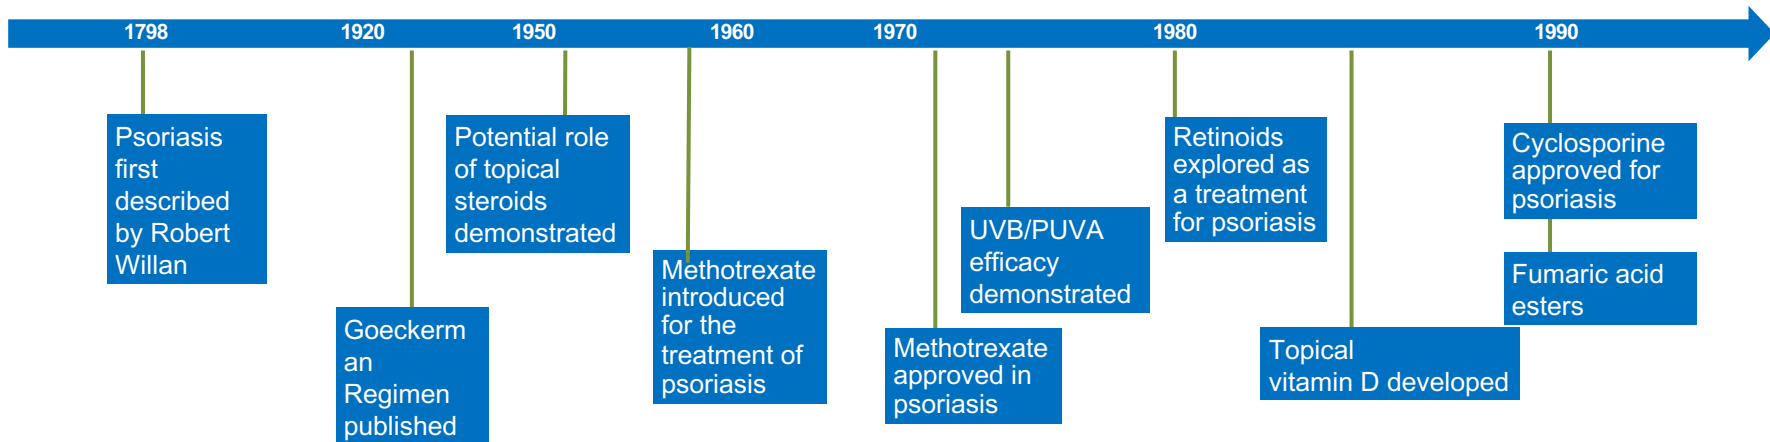 1798 1920 1950 1960 1970 1980 1990
Psoriasis
first
described
by Robert
Willan
Goeckerm
an
Regimen
published
Potential role
of topical
steroids
demonstrated
Methotrexate
introduced
for the
treatment of
psoriasis
Methotrexate
approved in
psoriasis
UVB/PUVA
efficacy
demonstrated
Retinoids
explored as
a treatment
for psoriasis
Topical
vitamin D developed
Cyclosporine
approved for
psoriasis
Fumaric acid
esters